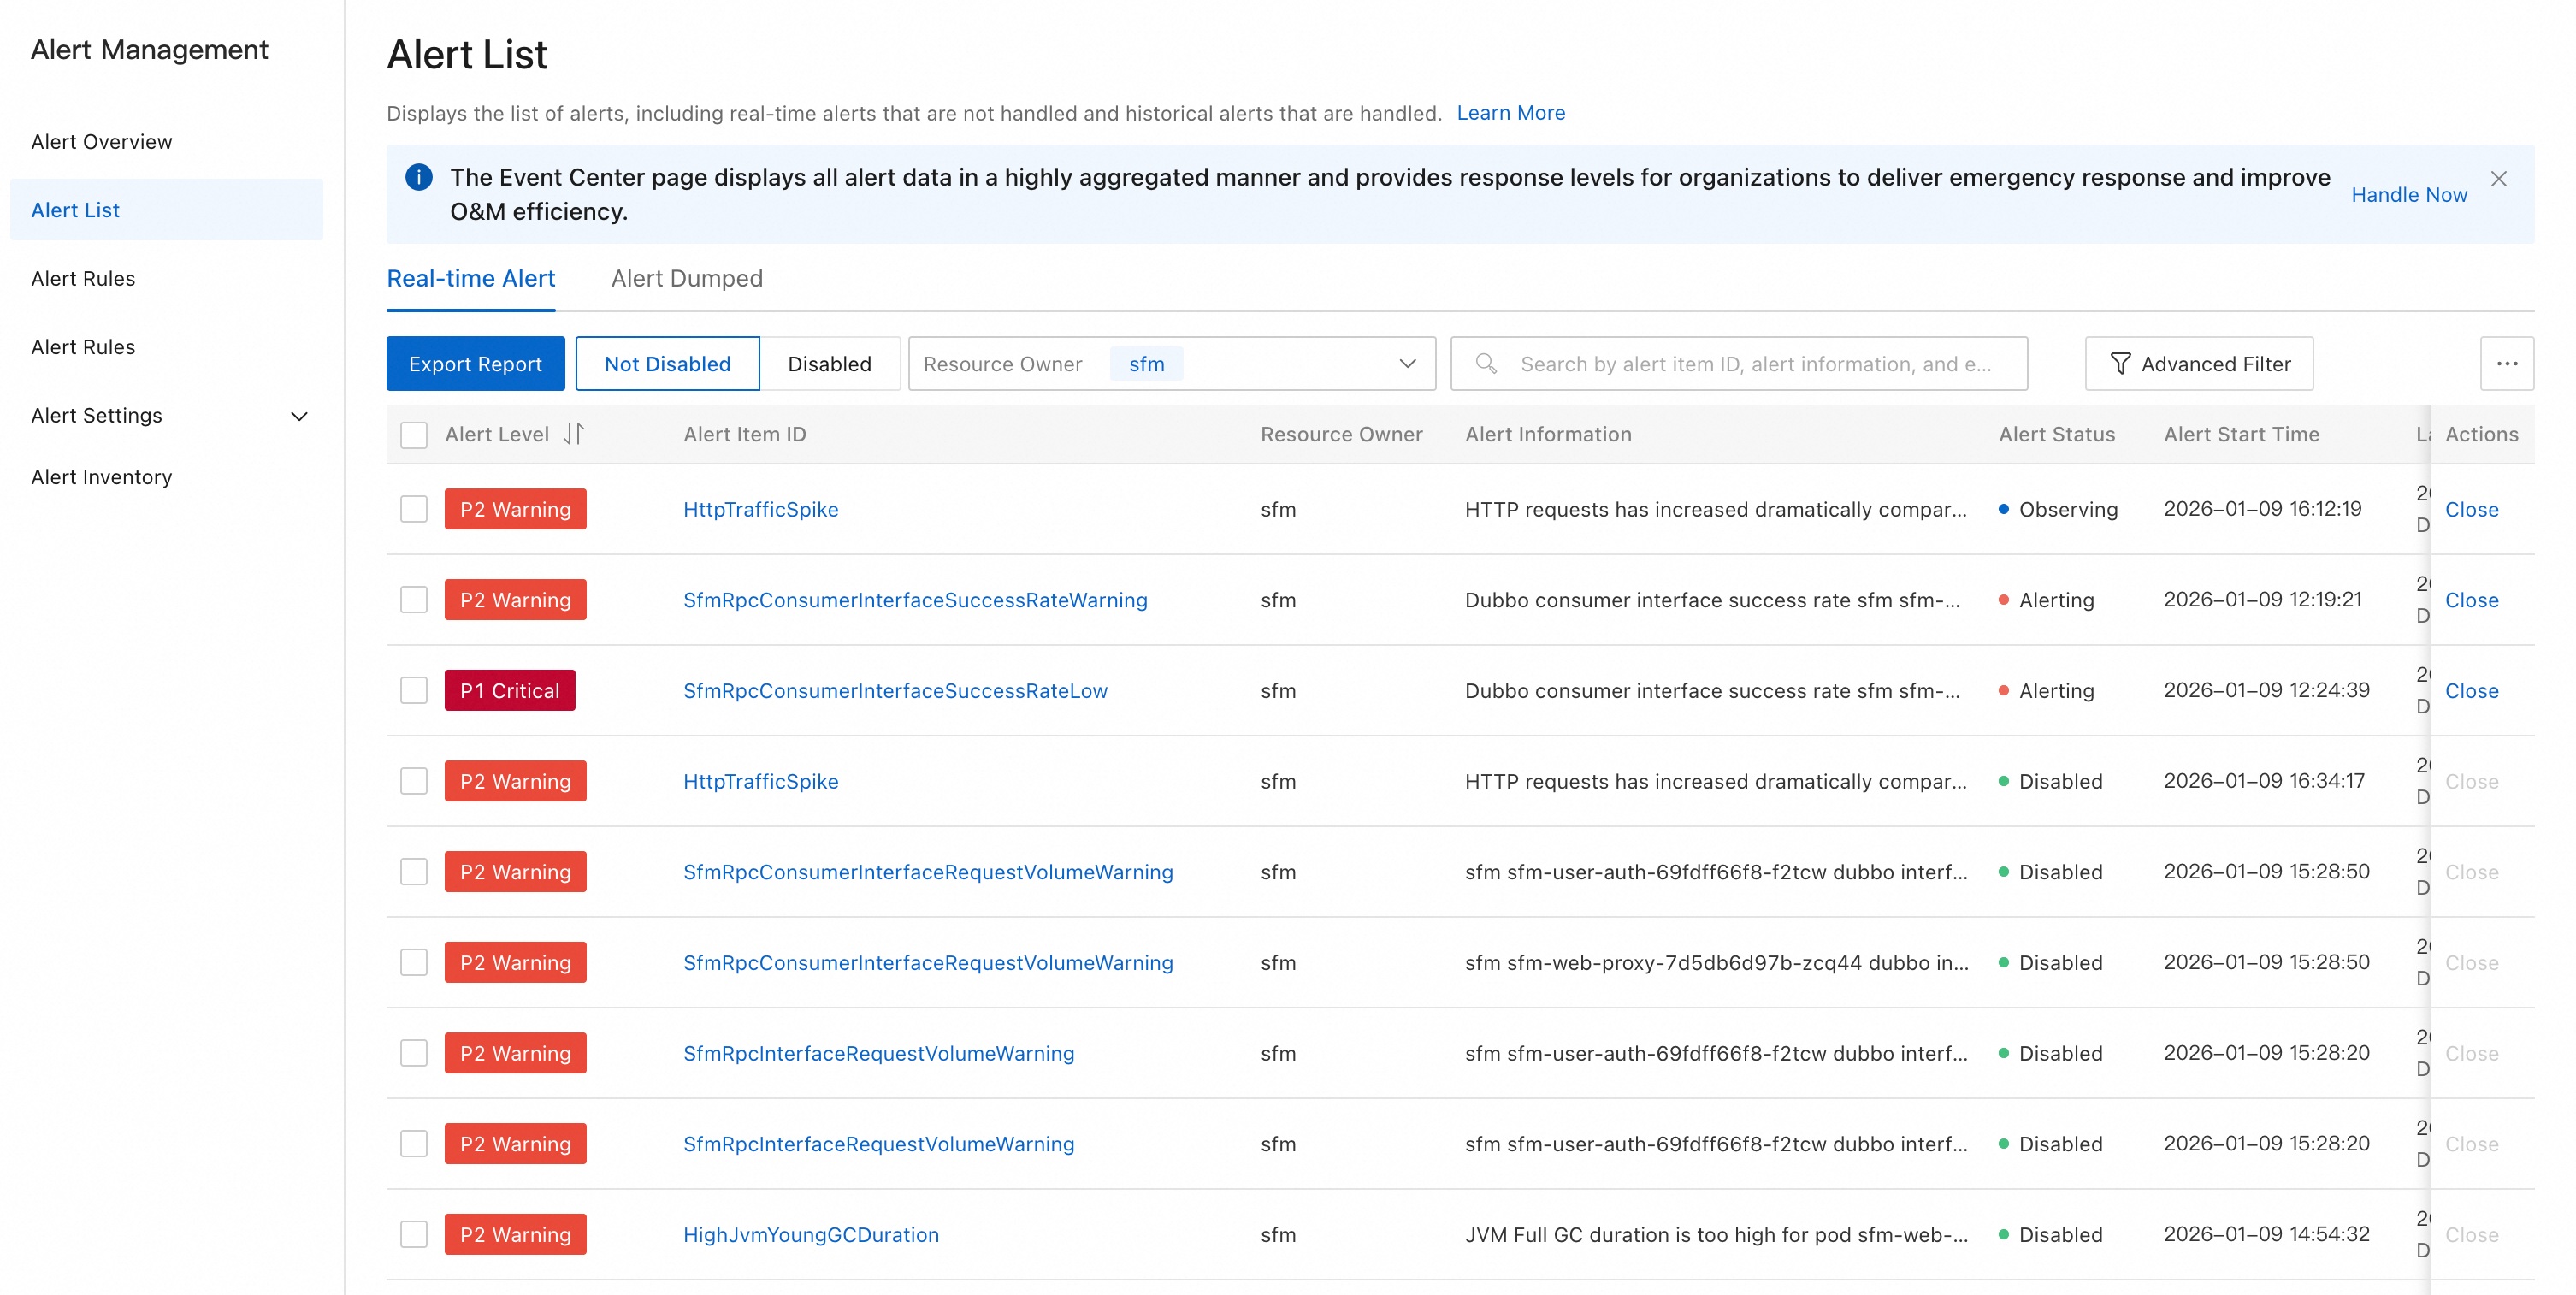 Alert Management
Alert Overview
Alert List
Alert Rules
Alert Rules
Alert Settings
Alert Inventory
Alert List
Displays the list of alerts, including real-time alerts that are not handled and historical alerts that are handled. Learn More
The Event Center page displays all alert data in a highly aggregated manner and provides response levels for organizations to deliver emergency response and improve
O&M efficiency.
Handle Now
Real-time Alert Alert Dumped
Export Report Not Disabled Disabled Resource Owner sfm Search by alert item ID, alert information, and e... Advanced Filter ...
Alert Level Alert Item ID Resource Owner Alert Information Alert Status Alert Start Time Actions
P2 Warning HttpTrafficSpike sfm HTTP requests has increased dramatically compar... Observing 2026-01-09 16:12:19 Close
P2 Warning SfmRpcConsumerInterfaceSuccessRateWarning sfm Dubbo consumer interface success rate sfm sfm-... Alerting 2026-01-09 12:19:21 Close
P1 Critical SfmRpcConsumerInterfaceSuccessRateLow sfm Dubbo consumer interface success rate sfm sfm-... Alerting 2026-01-09 12:24:39 Close
P2 Warning HttpTrafficSpike sfm HTTP requests has increased dramatically compar... Disabled 2026-01-09 16:34:17 Close
P2 Warning SfmRpcConsumerInterfaceRequestVolumeWarning sfm sfm sfm-user-auth-69fdff66f8-f2tcw dubbo interf... Disabled 2026-01-09 15:28:50 Close
P2 Warning SfmRpcConsumerInterfaceRequestVolumeWarning sfm sfm sfm-web-proxy-7d5db6d97b-zcq44 dubbo in... Disabled 2026-01-09 15:28:50 Close
P2 Warning SfmRpcInterfaceRequestVolumeWarning sfm sfm sfm-user-auth-69fdff66f8-f2tcw dubbo interf... Disabled 2026-01-09 15:28:20 Close
P2 Warning SfmRpcInterfaceRequestVolumeWarning sfm sfm sfm-user-auth-69fdff66f8-f2tcw dubbo interf... Disabled 2026-01-09 15:28:20 Close
P2 Warning HighJvmYoungGCDuration sfm JVM Full GC duration is too high for pod sfm-web-... Disabled 2026-01-09 14:54:32 Close